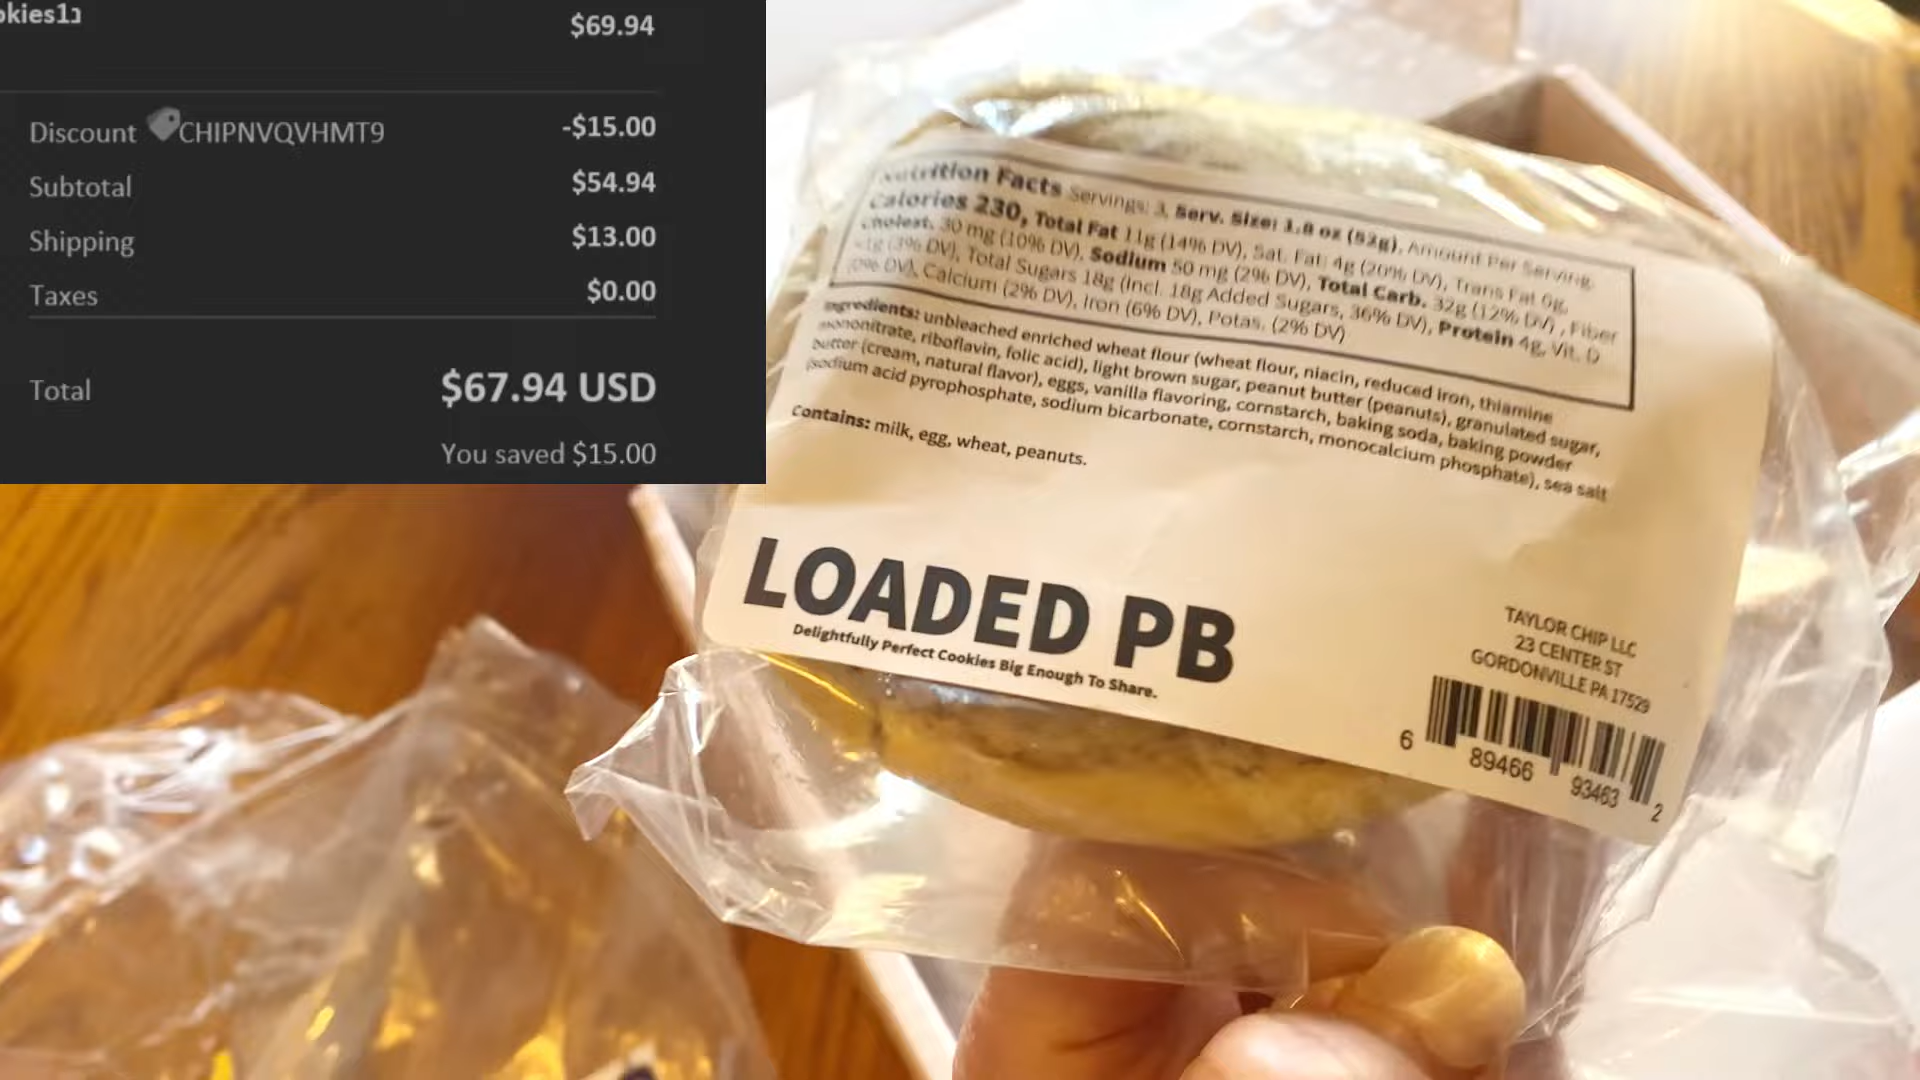 $69.94
Discount CHIPNVQVHMT9 -$15.00
Subtotal $54.94
Shipping $13.00
Taxes $0.00
Total $67.94 USD
You saved $15.00
Nutrition Facts Servings: 3, Serv. Size: 1.8 oz (52g), Amount Per Serving:
Calories 230, Total Fat 11g (14% DV), Sat. Fat: 4g (20% DV), Trans Fat 0g,
Cholest. 30 mg (10% DV), Sodium 50 mg (2% DV), Total Carb. 32g (12% DV) , Fiber
<1g (3% DV), Total Sugars 18g (Incl. 18g Added Sugars, 36% DV), Protein 4g, Vit. D
(0% DV), Calcium (2% DV), Iron (6% DV), Potas. (2% DV)
Ingredients: unbleached enriched wheat flour (wheat flour, niacin, reduced iron, thiamine
mononitrate, riboflavin, folic acid), light brown sugar, peanut butter (peanuts), granulated sugar,
butter (cream, natural flavor), eggs, vanilla flavoring, cornstarch, baking soda, baking powder
(sodium acid pyrophosphate, sodium bicarbonate, cornstarch, monocalcium phosphate), sea salt
Contains: milk, egg, wheat, peanuts.
LOADED PB
Delightfully Perfect Cookies Big Enough To Share.
TAYLOR CHIP LLC
23 CENTER ST
GORDONVILLE PA 17529
6 89466 93463 2